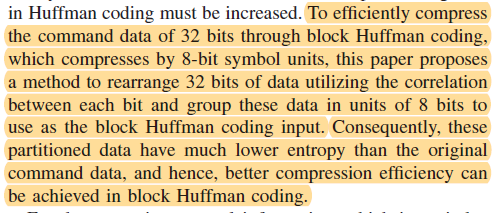 in Huffman coding must be increased. To efficiently compress
the command data of 32 bits through block Huffman coding,
which compresses by 8-bit symbol units, this paper proposes
a method to rearrange 32 bits of data utilizing the correlation
between each bit and group these data in units of 8 bits to
use as the block Huffman coding input. Consequently, these
partitioned data have much lower entropy than the original
command data, and hence, better compression efficiency can
be achieved in block Huffman coding.